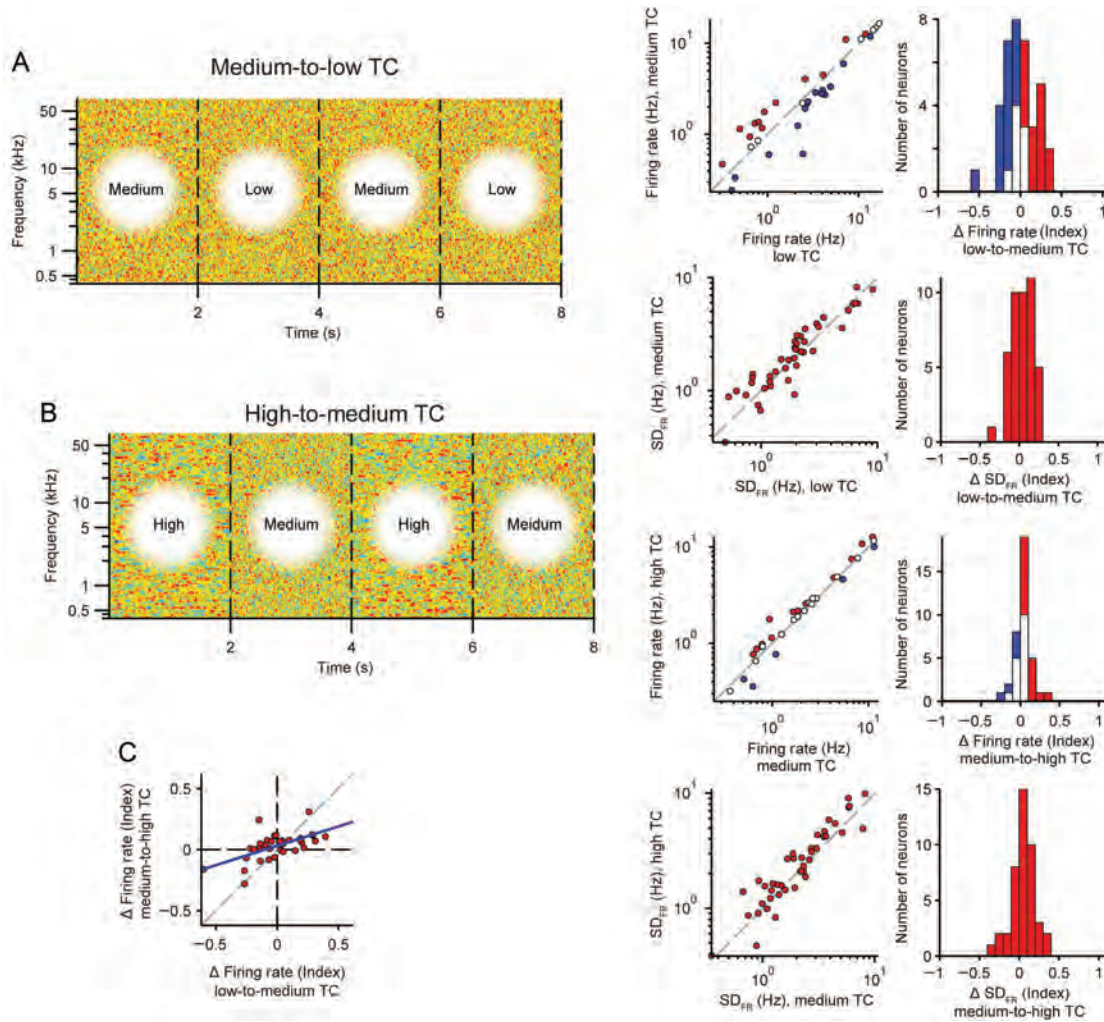 A
Medium-to-low TC
Frequency (kHz)
50
10
5
1
0.5
Medium
Low
Medium
Low
2
4
6
8
Time (s)
B
High-to-medium TC
Frequency (kHz)
50
10
5
1
0.5
High
Medium
High
Meidum
2
4
6
8
Time (s)
C
Δ Firing rate (Index)
medium-to-high TC
0.5
0
−0.5
−0.5
0
0.5
Δ Firing rate (Index)
low-to-medium TC
Firing rate (Hz), medium TC
10¹
10⁰
10⁰
10¹
Firing rate (Hz)
low TC
Number of neurons
8
4
0
−1
−0.5
0
0.5
1
Δ Firing rate (Index)
low-to-medium TC
SD_FR (Hz), medium TC
10¹
10⁰
10⁰
10¹
SD_FR (Hz), low TC
Number of neurons
10
5
0
−1
−0.5
0
0.5
1
Δ SD_FR (Index)
low-to-medium TC
Firing rate (Hz), high TC
10¹
10⁰
10⁰
10¹
Firing rate (Hz)
medium TC
Number of neurons
15
10
5
0
−1
−0.5
0
0.5
1
Δ Firing rate (Index)
medium-to-high TC
SD_FR (Hz), high TC
10¹
10⁰
10⁰
10¹
SD_FR (Hz), medium TC
Number of neurons
15
10
5
0
−1
−0.5
0
0.5
1
Δ SD_FR (Index)
medium-to-high TC